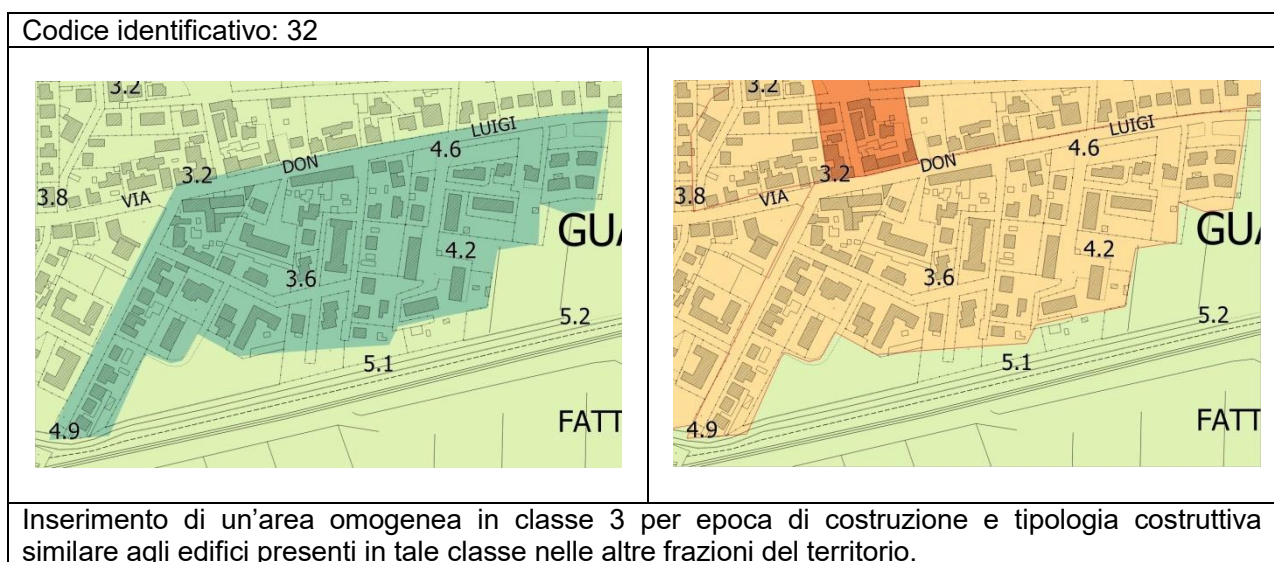 Codice identificativo: 32
3.2
LUIGI
4.6
DON
3.2
3.8
VIA
GUA
4.2
3.6
5.2
5.1
FATT
4.9
3.2
LUIGI
4.6
DON
3.2
3.8
VIA
GUA
4.2
3.6
5.2
5.1
FATT
4.9
Inserimento di un’area omogenea in classe 3 per epoca di costruzione e tipologia costruttiva
similare agli edifici presenti in tale classe nelle altre frazioni del territorio.